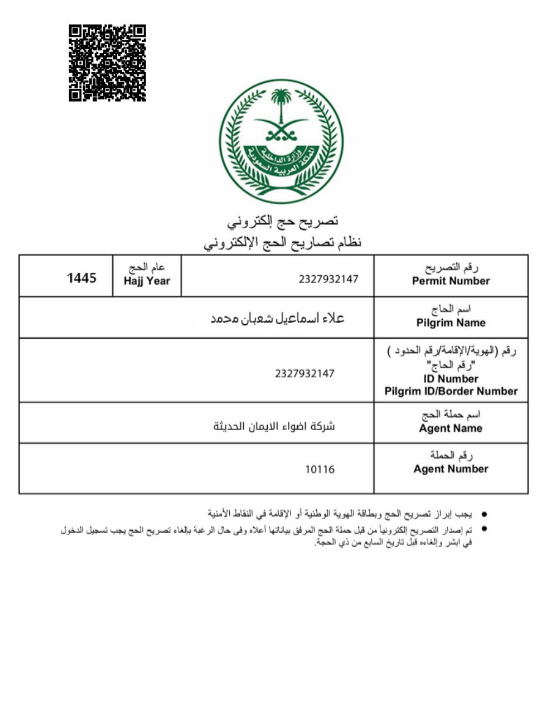 وزارة الداخلية
المملكة العربية السعودية
تصريح حج إلكتروني
نظام تصاريح الحج الإلكتروني
رقم التصريح
Permit Number
2327932147
عام الحج
Hajj Year
1445
اسم الحاج
Pilgrim Name
علاء اسماعيل شعبان محمد
رقم (الهوية/الإقامة/رقم الحدود )
"رقم الحاج"
ID Number
Pilgrim ID/Border Number
2327932147
اسم حملة الحج
Agent Name
شركة اضواء الايمان الحديثة
رقم الحملة
Agent Number
10116
● يجب إبراز تصريح الحج وبطاقة الهوية الوطنية أو الإقامة في النقاط الأمنية
● تم إصدار التصريح إلكترونياً من قبل حملة الحج المرفق بياناتها أعلاه وفى حال الرغبة بإلغاء تصريح الحج يجب تسجيل الدخول
في ابشر وإلغاءه قبل تاريخ السابع من ذي الحجة.